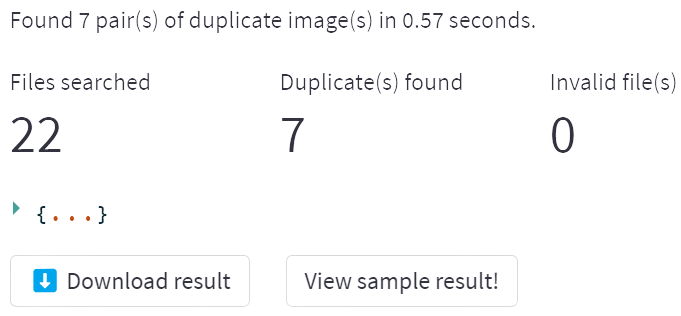 Found 7 pair(s) of duplicate image(s) in 0.57 seconds.
Files searched Duplicate(s) found Invalid file(s)
22 7 0
{...}
Download result View sample result!